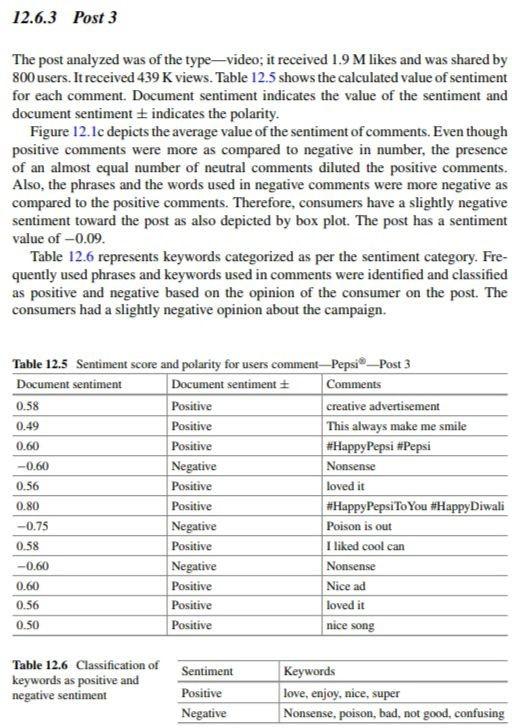 12.6.3 Post 3
The post analyzed was of the type—video; it received 1.9 M likes and was shared by
800 users. It received 439 K views. Table 12.5 shows the calculated value of sentiment
for each comment. Document sentiment indicates the value of the sentiment and
document sentiment ± indicates the polarity.
Figure 12.1c depicts the average value of the sentiment of comments. Even though
positive comments were more as compared to negative in number, the presence
of an almost equal number of neutral comments diluted the positive comments.
Also, the phrases and the words used in negative comments were more negative as
compared to the positive comments. Therefore, consumers have a slightly negative
sentiment toward the post as also depicted by box plot. The post has a sentiment
value of −0.09.
Table 12.6 represents keywords categorized as per the sentiment category. Fre-
quently used phrases and keywords used in comments were identified and classified
as positive and negative based on the opinion of the consumer on the post. The
consumers had a slightly negative opinion about the campaign.
Table 12.5 Sentiment score and polarity for users comment—Pepsi®—Post 3
Document sentiment Document sentiment ± Comments
0.58 Positive creative advertisement
0.49 Positive This always make me smile
0.60 Positive #HappyPepsi #Pepsi
−0.60 Negative Nonsense
0.56 Positive loved it
0.80 Positive #HappyPepsiToYou #HappyDiwali
−0.75 Negative Poison is out
0.58 Positive I liked cool can
−0.60 Negative Nonsense
0.60 Positive Nice ad
0.56 Positive loved it
0.50 Positive nice song
Table 12.6 Classification of
keywords as positive and
negative sentiment
Sentiment Keywords
Positive love, enjoy, nice, super
Negative Nonsense, poison, bad, not good, confusing